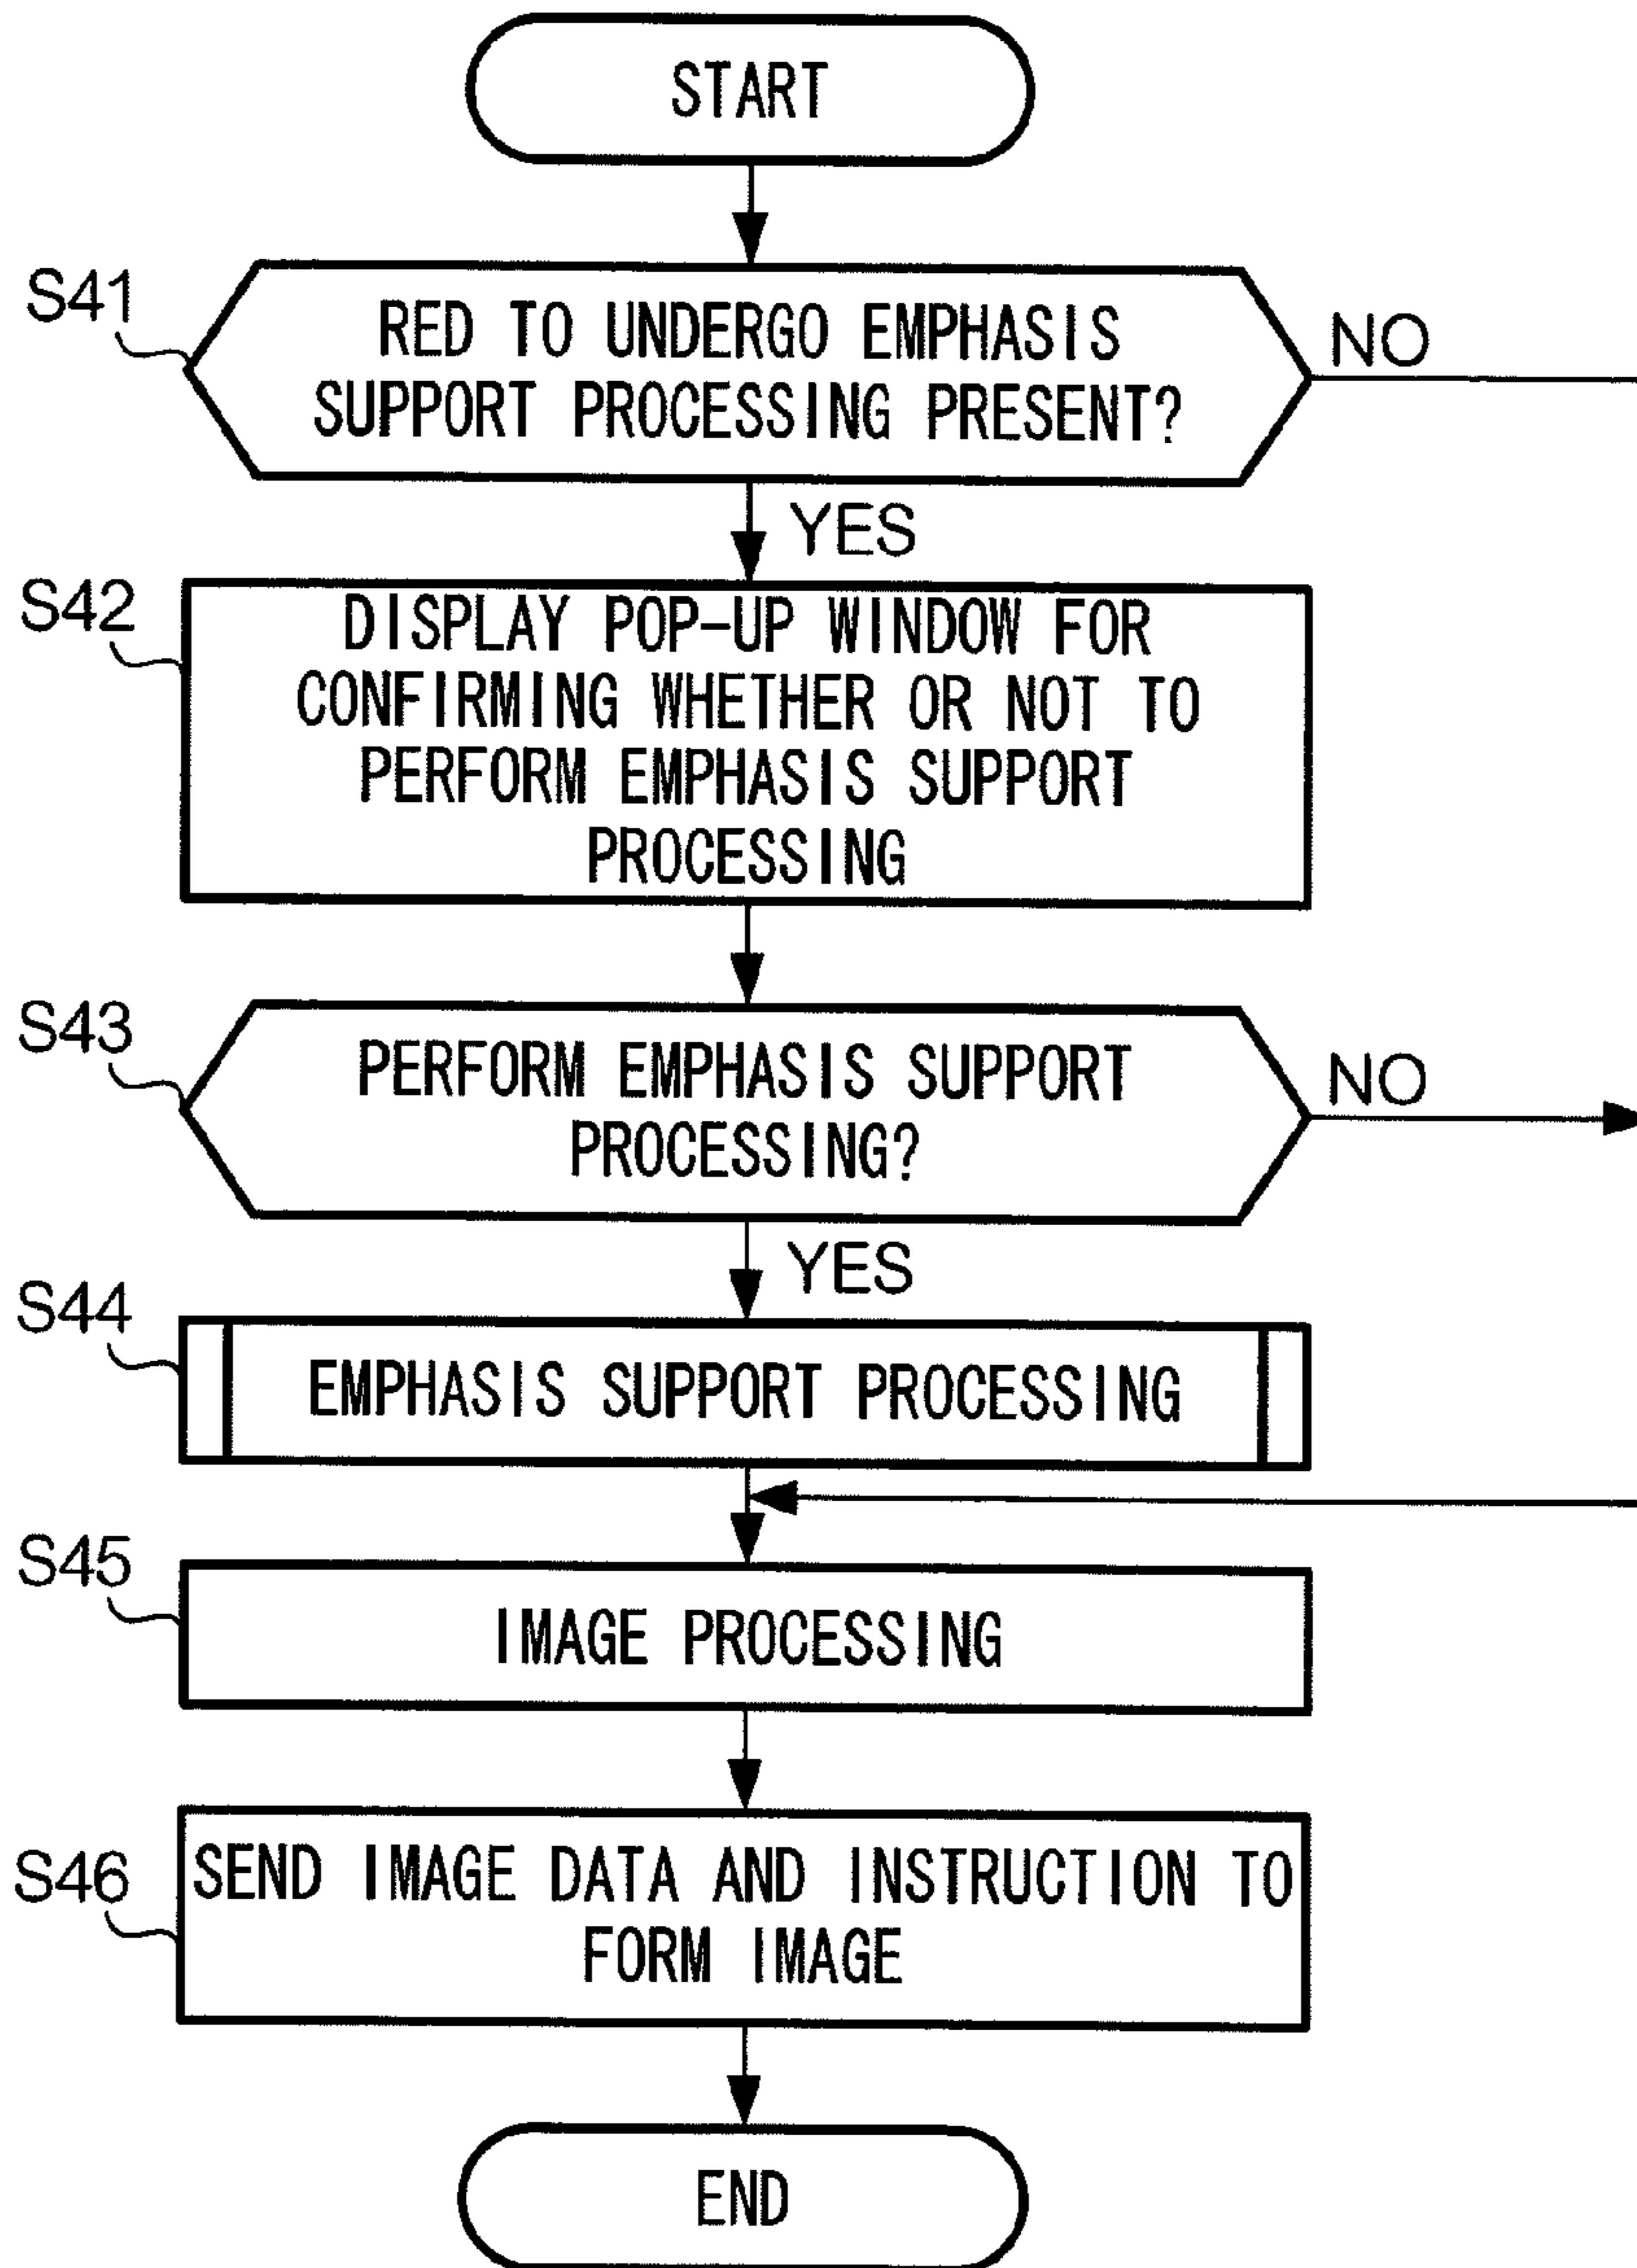 START
S41
RED TO UNDERGO EMPHASIS
SUPPORT PROCESSING PRESENT?
NO
YES
S42
DISPLAY POP-UP WINDOW FOR
CONFIRMING WHETHER OR NOT TO
PERFORM EMPHASIS SUPPORT
PROCESSING
S43
PERFORM EMPHASIS SUPPORT
PROCESSING?
NO
YES
S44
EMPHASIS SUPPORT PROCESSING
S45
IMAGE PROCESSING
S46
SEND IMAGE DATA AND INSTRUCTION TO
FORM IMAGE
END